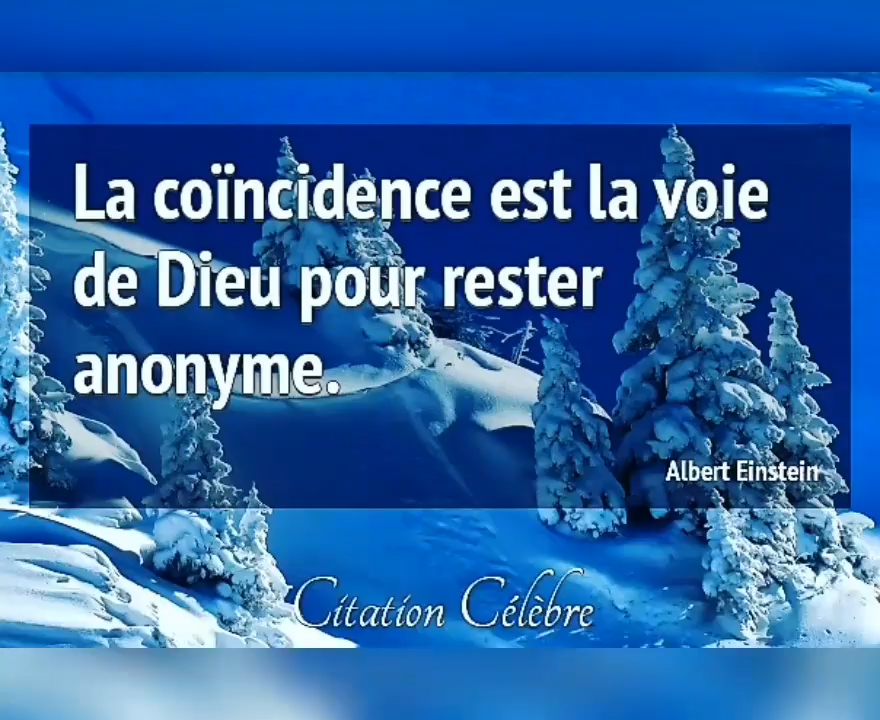 La coïncidence est la voie
de Dieu pour rester
anonyme.
Albert Einstein
Citation Célèbre